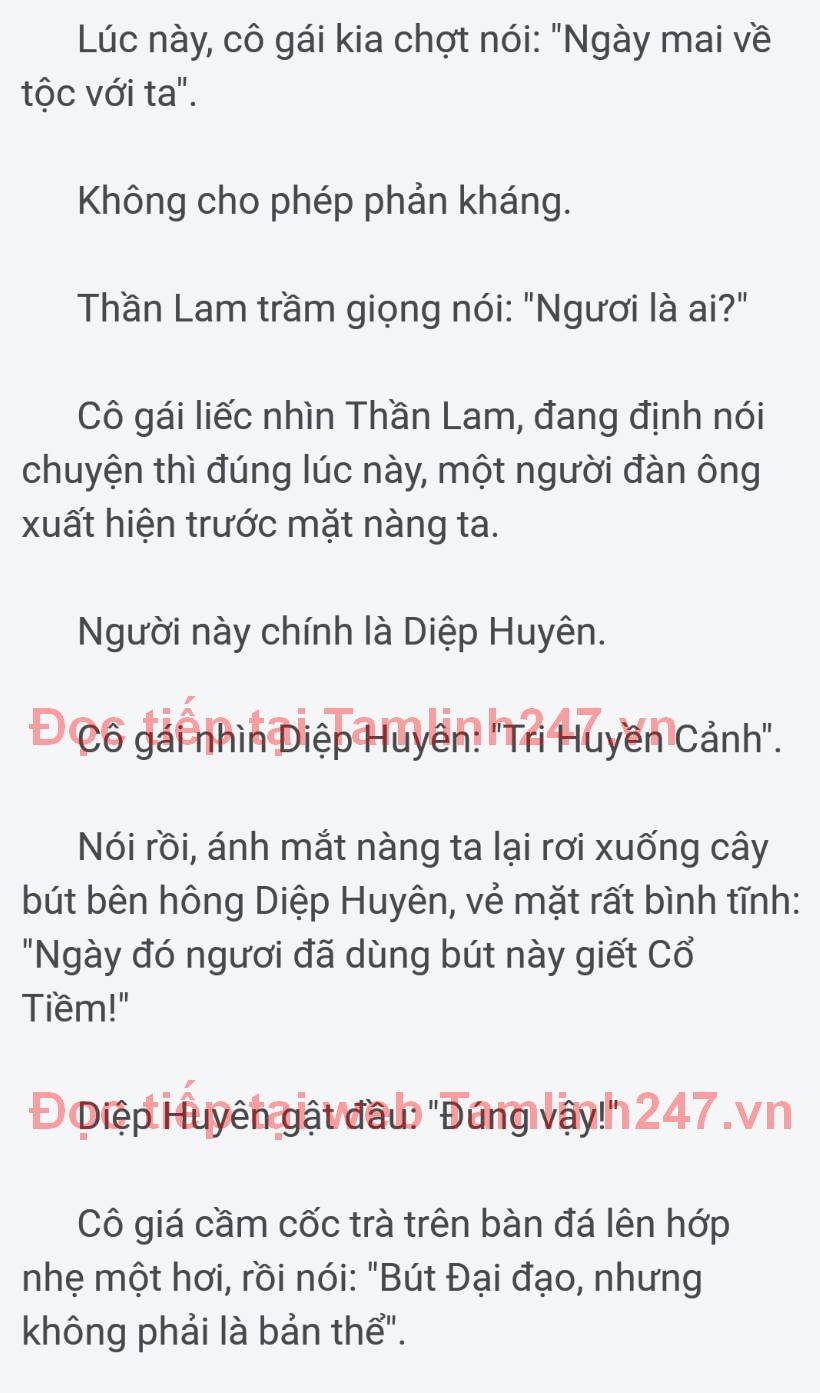 Lúc này, cô gái kia chợt nói: "Ngày mai về
tộc với ta".
Không cho phép phản kháng.
Thần Lam trầm giọng nói: "Ngươi là ai?"
Cô gái liếc nhìn Thần Lam, đang định nói
chuyện thì đúng lúc này, một người đàn ông
xuất hiện trước mặt nàng ta.
Người này chính là Diệp Huyên.
Đọc tiếp tại Tamlinh247.vn
Cô gái nhìn Diệp Huyên: "Tri Huyền Cảnh".
Nói rồi, ánh mắt nàng ta lại rơi xuống cây
bút bên hông Diệp Huyên, vẻ mặt rất bình tĩnh:
"Ngày đó ngươi đã dùng bút này giết Cổ
Tiềm!"
Đọc tiếp tại web Tamlinh247.vn
Diệp Huyên gật đầu: "Đúng vậy!"
Cô giá cầm cốc trà trên bàn đá lên hớp
nhẹ một hơi, rồi nói: "Bút Đại đạo, nhưng
không phải là bản thể".